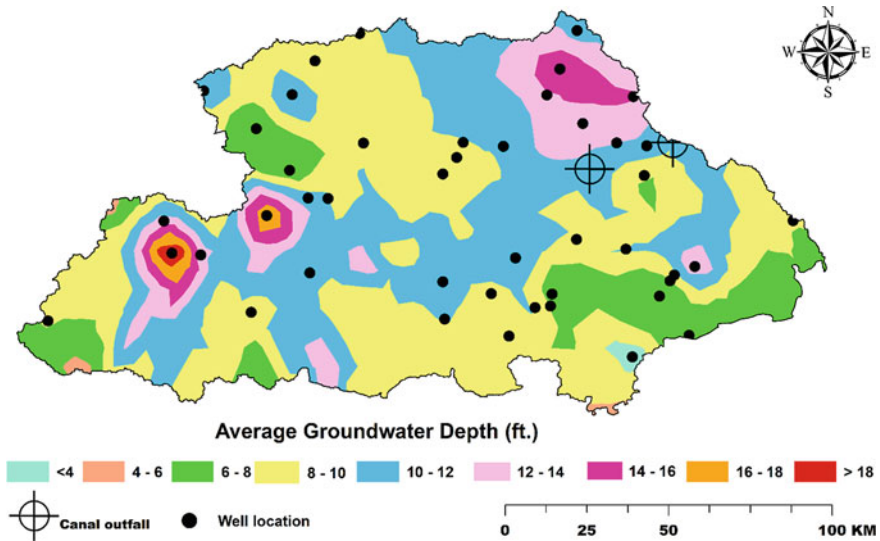 N
W E
S
Average Groundwater Depth (ft.)
<4 4 - 6 6 - 8 8 - 10 10 - 12 12 - 14 14 - 16 16 - 18 > 18
Canal outfall Well location
0 25 50 100 KM